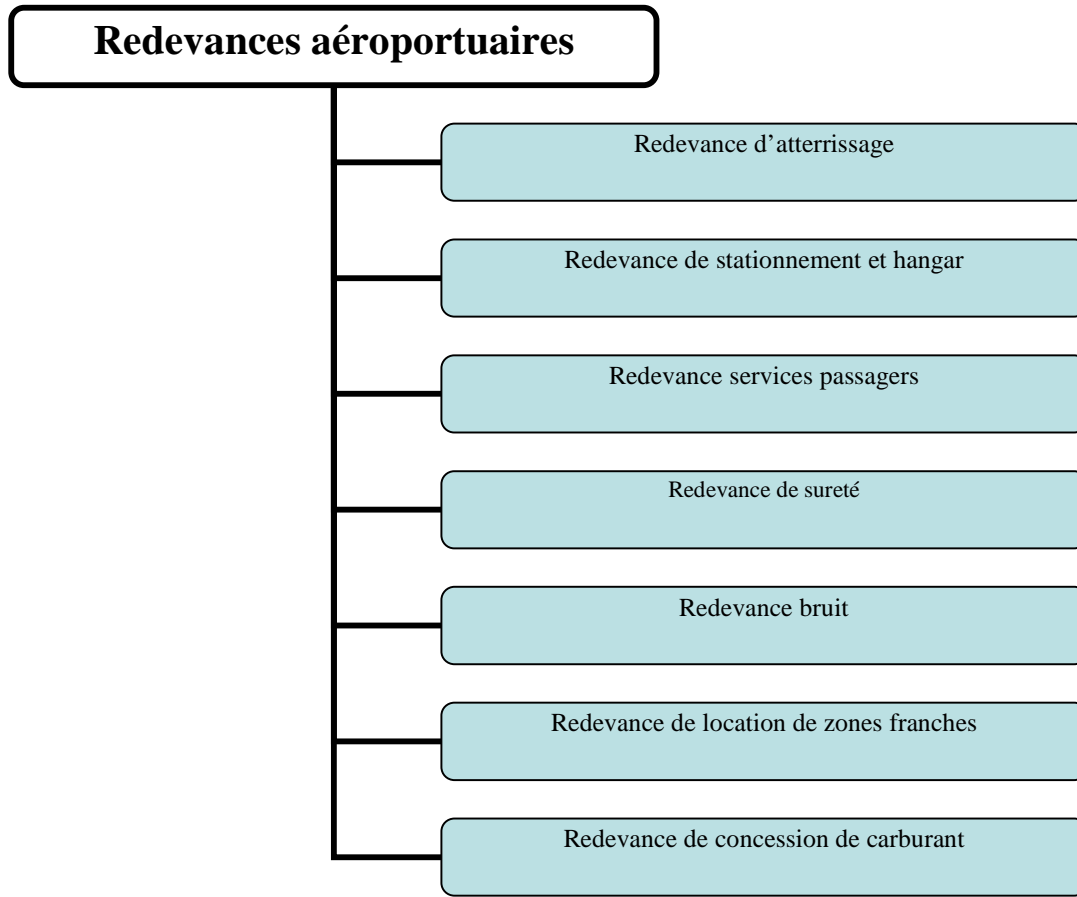 Redevances aéroportuaires
Redevance d’atterrissage
Redevance de stationnement et hangar
Redevance services passagers
Redevance de sureté
Redevance bruit
Redevance de location de zones franches
Redevance de concession de carburant